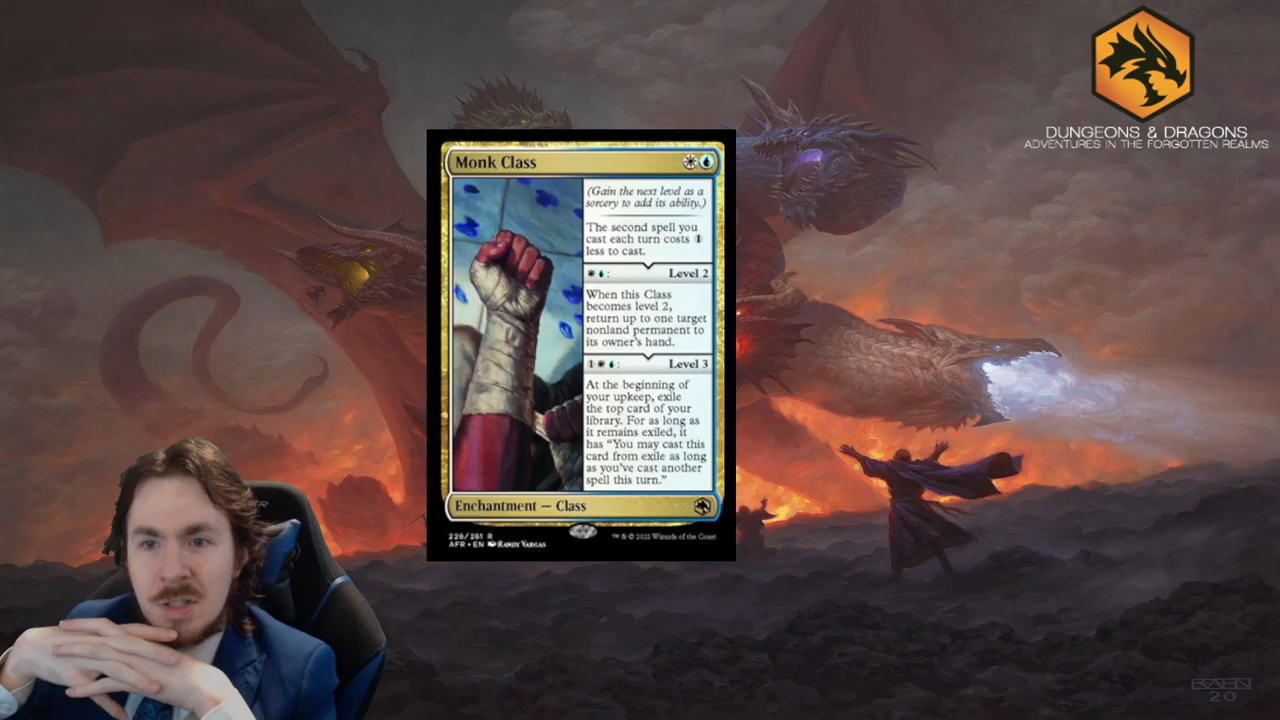 Monk Class
(Gain the next level as a
sorcery to add its ability.)
The second spell you
cast each turn costs 1
less to cast.
Level 2
When this Class
becomes level 2,
return up to one target
nonland permanent to
its owner's hand.
1
Level 3
At the beginning of
your upkeep, exile
the top card of your
library. For as long as
it remains exiled, it
has “You may cast this
card from exile as long
as you've cast another
spell this turn.”
Enchantment — Class
228/281 R
AFR • EN RANDY VARGAS
™ & © 2021 Wizards of the Coast
DUNGEONS & DRAGONS
ADVENTURES IN THE FORGOTTEN REALMS
20